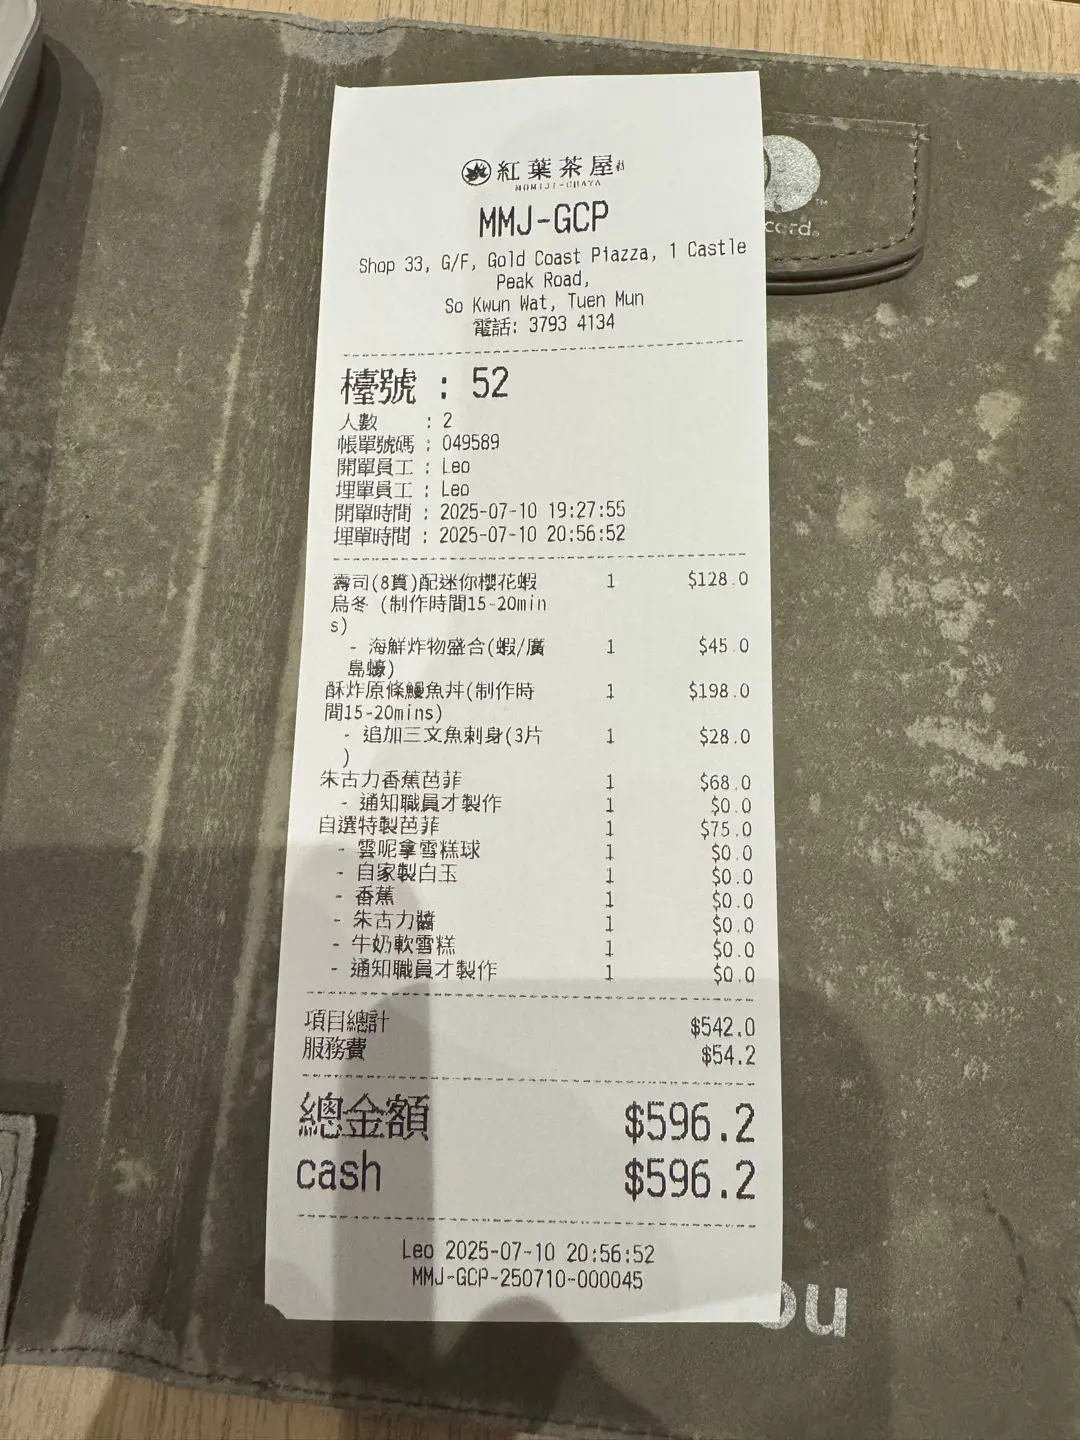 紅葉茶屋
MOMIJI-CHAYA
MMJ-GCP
Shop 33, G/F, Gold Coast Piazza, 1 Castle
Peak Road,
So Kwun Wat, Tuen Mun
電話: 3793 4134
檯號 : 52
人數 : 2
帳單號碼 : 049589
開單員工 : Leo
埋單員工 : Leo
開單時間 : 2025-07-10 19:27:55
埋單時間 : 2025-07-10 20:56:52
壽司(8貫)配迷你櫻花蝦 1 $128.0
烏冬 (制作時間15-20min
s)
- 海鮮炸物盛合(蝦/廣 1 $45.0
島蠔)
酥炸原條鰻魚丼(制作時 1 $198.0
間15-20mins)
- 追加三文魚刺身(3片 1 $28.0
)
朱古力香蕉芭菲 1 $68.0
- 通知職員才製作 1 $0.0
自選特製芭菲 1 $75.0
- 雲呢拿雪糕球 1 $0.0
- 自家製白玉 1 $0.0
- 香蕉 1 $0.0
- 朱古力醬 1 $0.0
- 牛奶軟雪糕 1 $0.0
- 通知職員才製作 1 $0.0
項目總計 $542.0
服務費 $54.2
總金額 $596.2
cash $596.2
Leo 2025-07-10 20:56:52
MMJ-GCP-250710-000045
card
ou